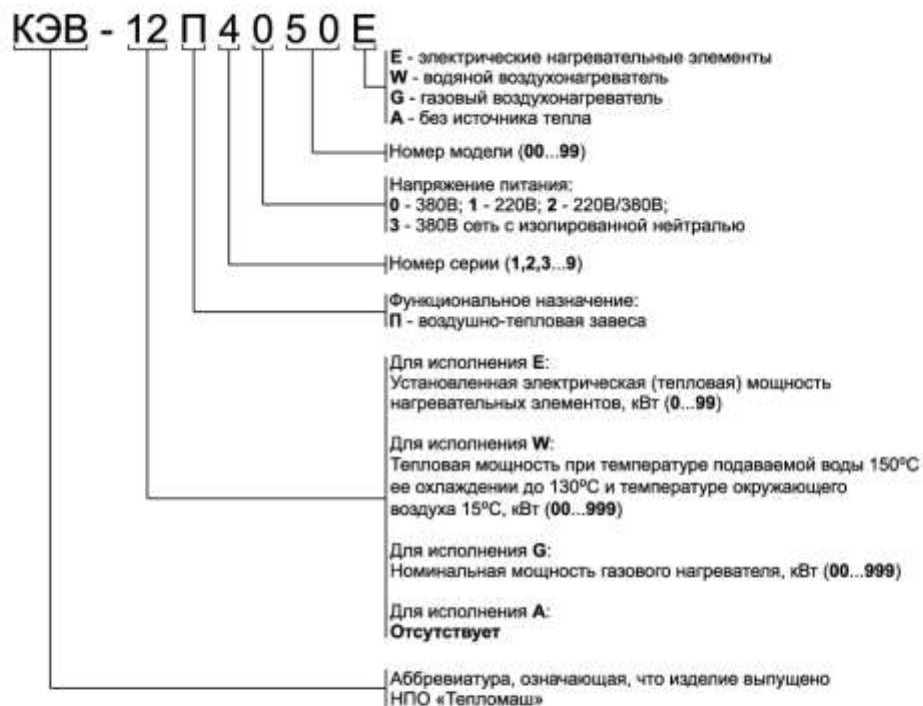 КЭВ - 12 П 4 0 5 0 Е
Е - электрические нагревательные элементы
W - водяной воздухонагреватель
G - газовый воздухонагреватель
А - без источника тепла
Номер модели (00...99)
Напряжение питания:
0 - 380В; 1 - 220В; 2 - 220В/380В;
3 - 380В сеть с изолированной нейтралью
Номер серии (1,2,3...9)
Функциональное назначение:
П - воздушно-тепловая завеса
Для исполнения Е:
Установленная электрическая (тепловая) мощность
нагревательных элементов, кВт (0...99)
Для исполнения W:
Тепловая мощность при температуре подаваемой воды 150ºС
ее охлаждении до 130ºС и температуре окружающего
воздуха 15ºС, кВт (00...999)
Для исполнения G:
Номинальная мощность газового нагревателя, кВт (00...999)
Для исполнения А:
Отсутствует
Аббревиатура, означающая, что изделие выпущено
НПО «Тепломаш»